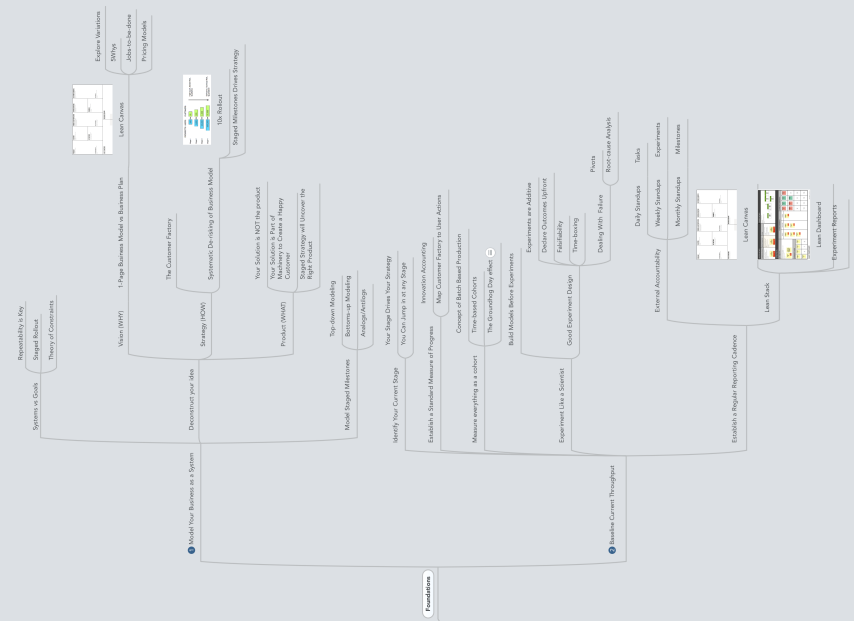 Foundations
Model Your Business as a System
Systems vs Goals
Repeatability is Key
Staged Rollout
Theory of Constraints
Deconstruct your idea
Vision (WHY)
1-Page Business Model vs Business Plan
Lean Canvas
Explore Variations
5Whys
Jobs-to-be-done
Pricing Models
Strategy (HOW)
The Customer Factory
Systematic De-risking of Business Model
10x Rollout
Staged Milestones Drives Strategy
Product (WHAT)
Your Solution is NOT the product
Your Solution is Part of
Machinery to Create a Happy
Customer
Staged Strategy will Uncover the
Right Product
Model Staged Milestones
Top-down Modeling
Bottoms-up Modeling
Analogs/Antilogs
2
Baseline Current Throughput
Identify Your Current Stage
Your Stage Drives Your Strategy
You Can Jump in at any Stage
Establish a Standard Measure of Progress
Innovation Accounting
Map Customer Factory to User Actions
Measure everything as a cohort
Concept of Batch Based Production
Time-based Cohorts
The Groundhog Day effect
Experiment Like a Scientist
Build Models Before Experiments
Good Experiment Design
Experiments are Additive
Declare Outcomes Upfront
Falsifiability
Time-boxing
Dealing With Failure
Pivots
Root-cause Analysis
Establish a Regular Reporting Cadence
External Accountability
Daily Standups
Tasks
Weekly Standups
Experiments
Monthly Standups
Milestones
Lean Stack
Lean Canvas
Lean Dashboard
Experiment Reports